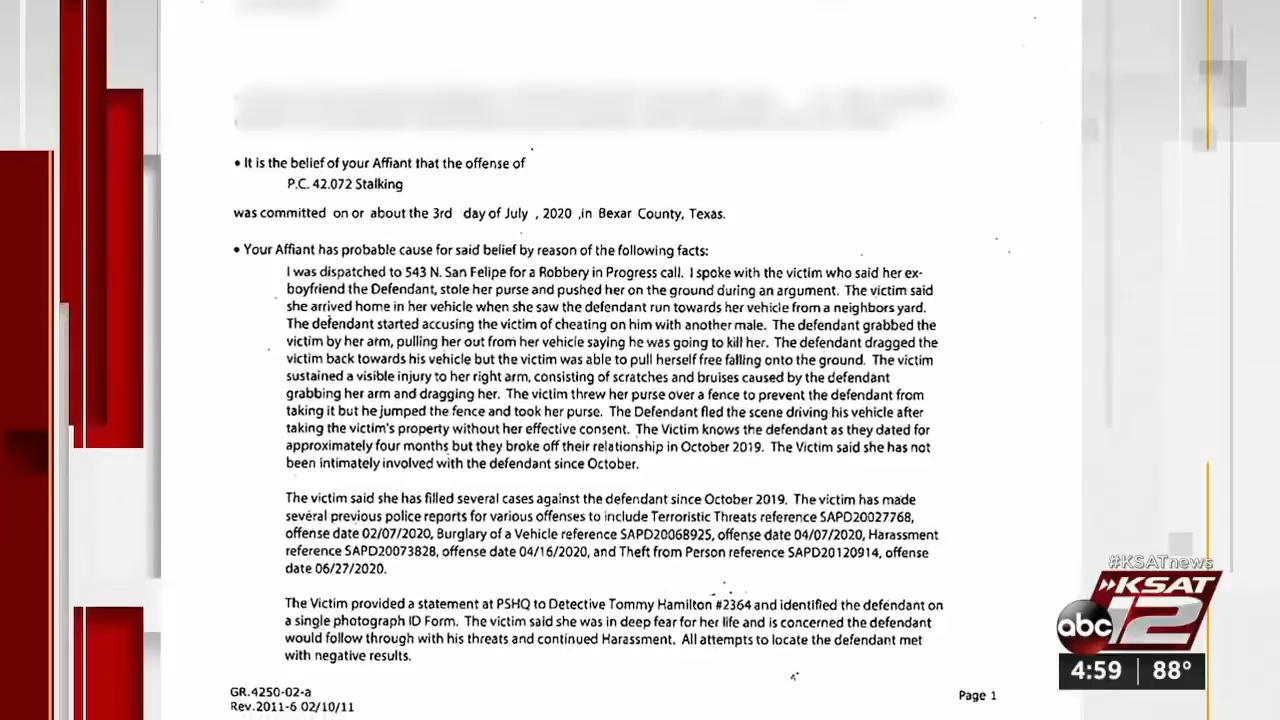 • It is the belief of your Affiant that the offense of
P.C. 42.072 Stalking
was committed on or about the 3rd day of July , 2020 ,in Bexar County, Texas.
• Your Affiant has probable cause for said belief by reason of the following facts:
I was dispatched to 543 N. San Felipe for a Robbery in Progress call. I spoke with the victim who said her ex-
boyfriend the Defendant, stole her purse and pushed her on the ground during an argument. The victim said
she arrived home in her vehicle when she saw the defendant run towards her vehicle from a neighbors yard.
The defendant started accusing the victim of cheating on him with another male. The defendant grabbed the
victim by her arm, pulling her out from her vehicle saying he was going to kill her. The defendant dragged the
victim back towards his vehicle but the victim was able to pull herself free falling onto the ground. The victim
sustained a visible injury to her right arm, consisting of scratches and bruises caused by the defendant
grabbing her arm and dragging her. The victim threw her purse over a fence to prevent the defendant from
taking it but he jumped the fence and took her purse. The Defendant fled the scene driving his vehicle after
taking the victim's property without her effective consent. The Victim knows the defendant as they dated for
approximately four months but they broke off their relationship in October 2019. The Victim said she has not
been intimately involved with the defendant since October.
The victim said she has filled several cases against the defendant since October 2019. The victim has made
several previous police reports for various offenses to include Terroristic Threats reference SAPD20027768,
offense date 02/07/2020, Burglary of a Vehicle reference SAPD20068925, offense date 04/07/2020, Harassment
reference SAPD20073828, offense date 04/16/2020, and Theft from Person reference SAPD20120914, offense
date 06/27/2020.
The Victim provided a statement at PSHQ to Detective Tommy Hamilton #2364 and identified the defendant on
a single photograph ID Form. The victim said she was in deep fear for her life and is concerned the defendant
would follow through with his threats and continued Harassment. All attempts to locate the defendant met
with negative results.
GR.4250-02-a
Rev.2011-6 02/10/11
Page 1
#KSATnews
KSAT
abc 12
4:59 88°